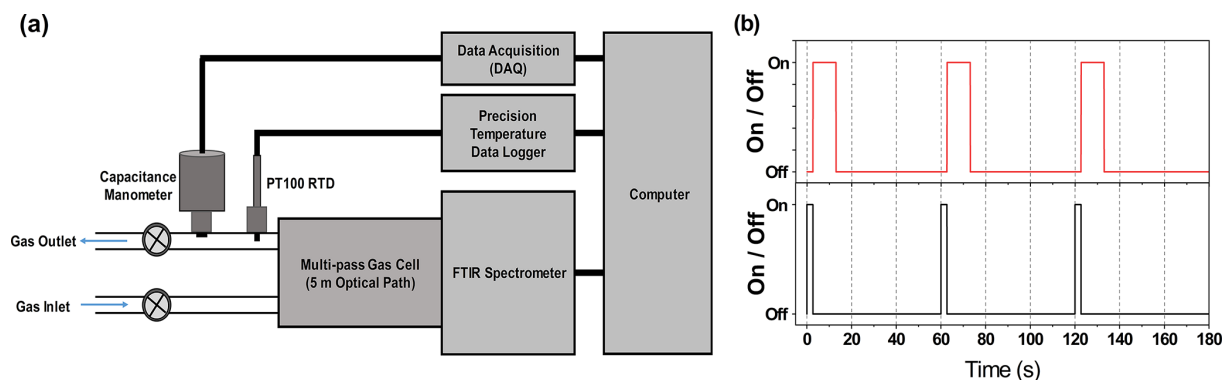 (a)
Data Acquisition
(DAQ)
Precision
Temperature
Data Logger
Capacitance
Manometer
PT100 RTD
Computer
Gas Outlet
Multi-pass Gas Cell
(5 m Optical Path)
FTIR Spectrometer
Gas Inlet
(b)
On
On / Off
Off
On
On / Off
Off
0 20 40 60 80 100 120 140 160 180
Time (s)